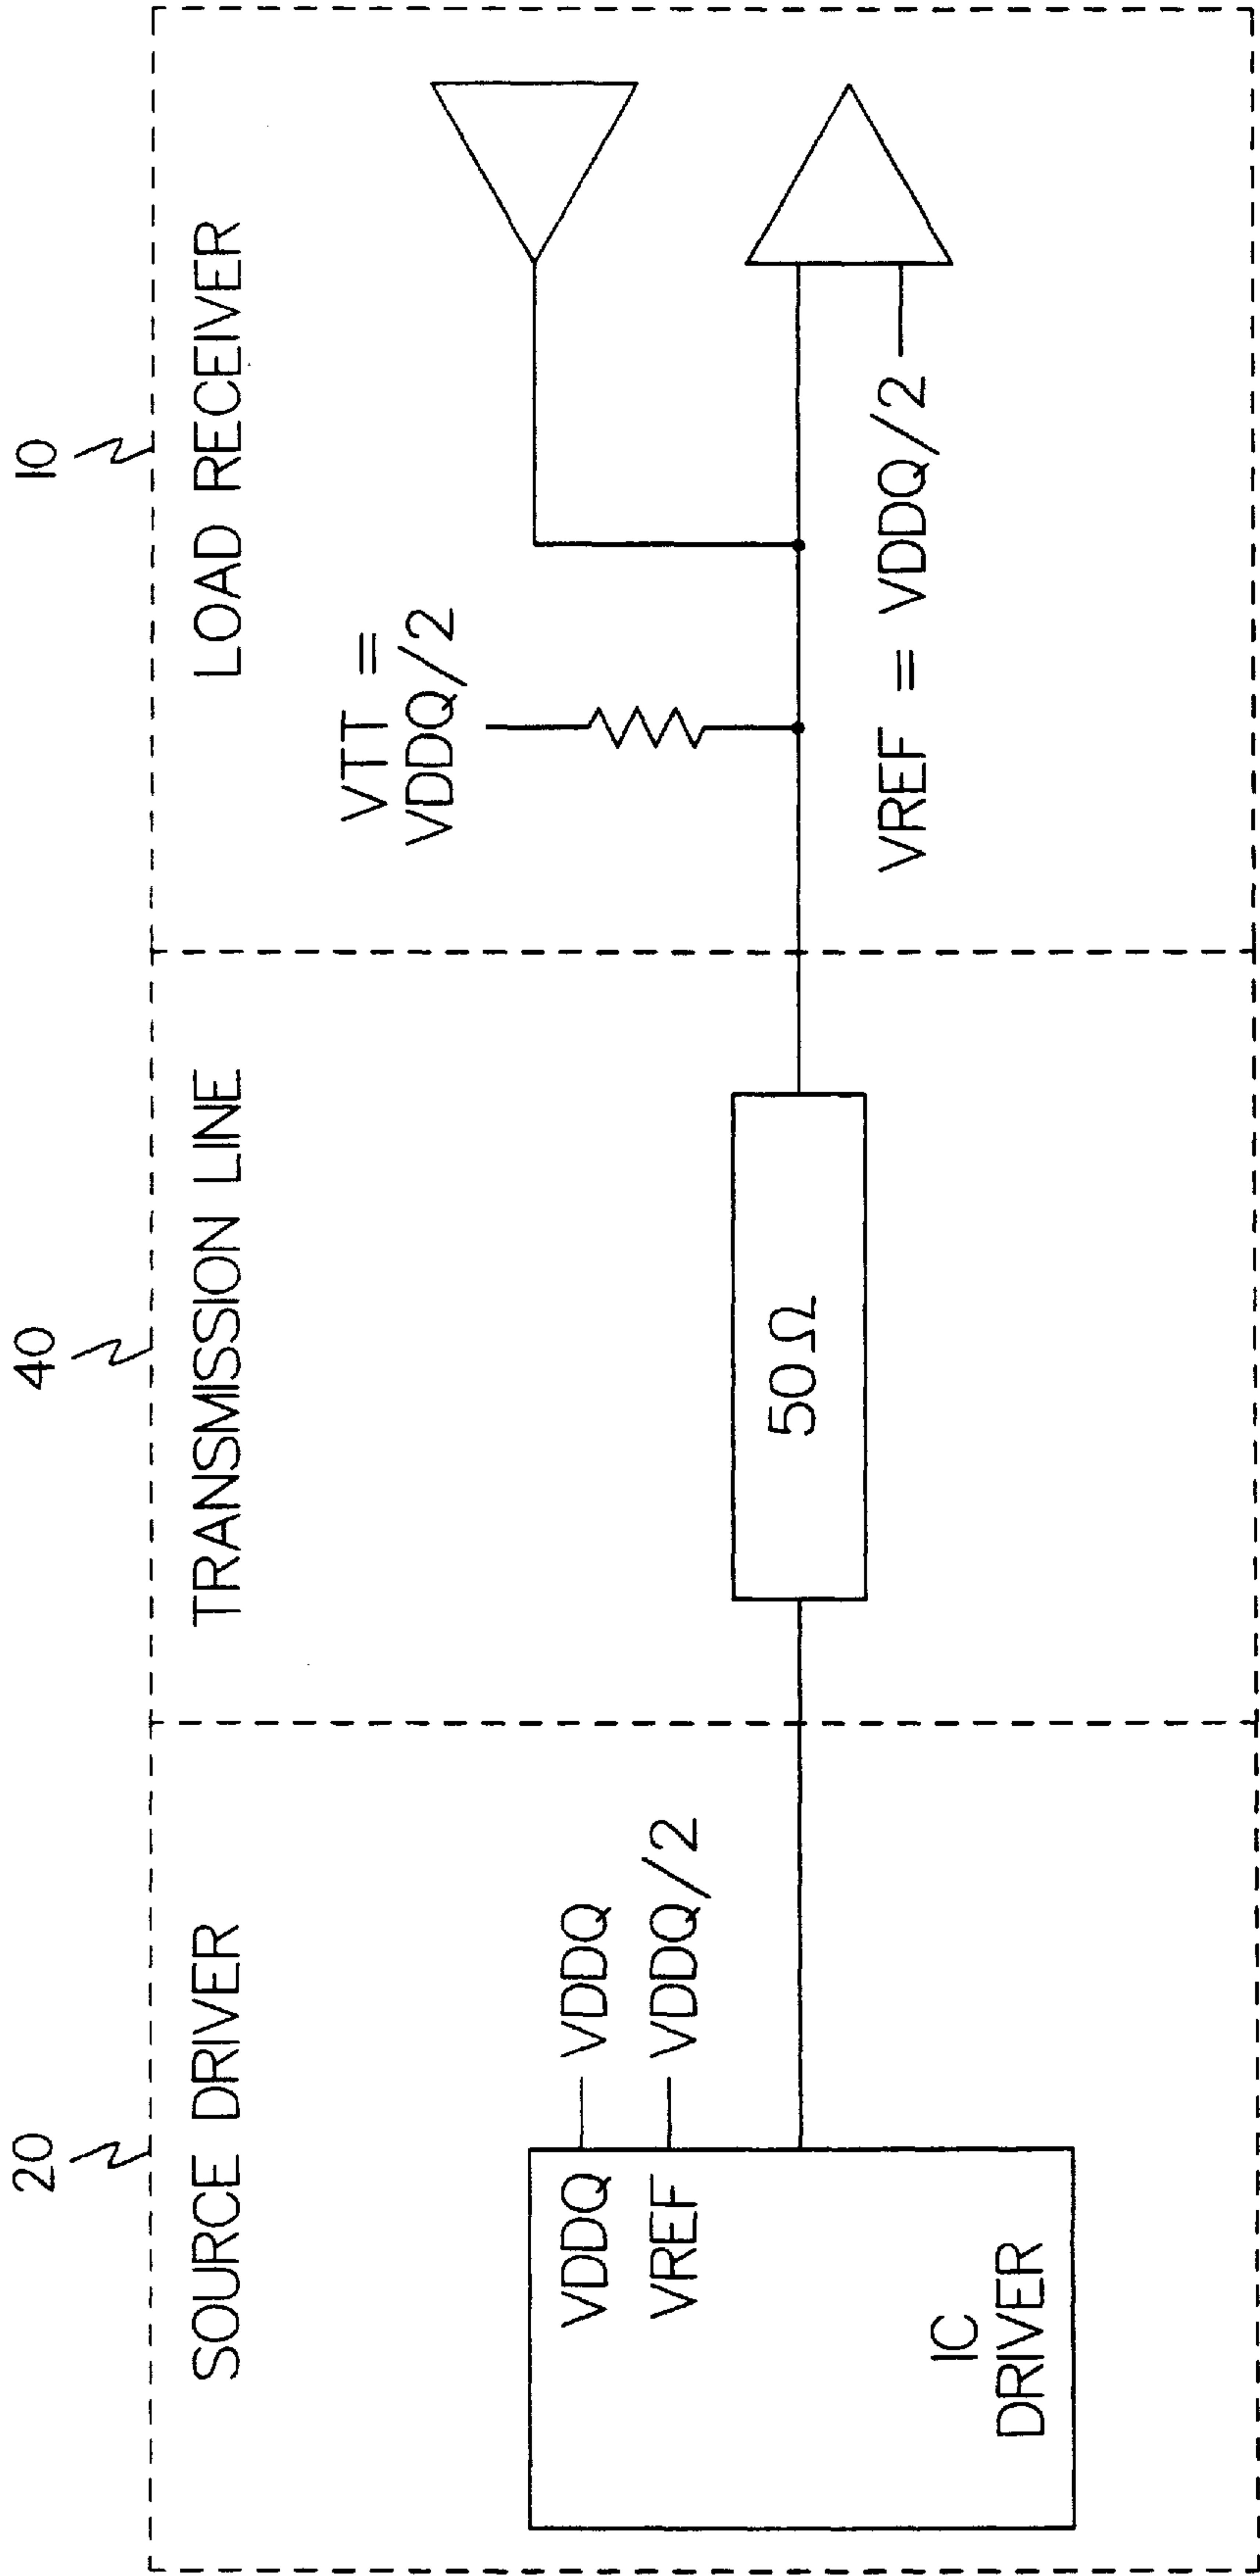 20
40
10
SOURCE DRIVER
TRANSMISSION LINE
LOAD RECEIVER
VDDQ
VDDQ
VREF
VDDQ/2
IC
DRIVER
50Ω
VTT =
VDDQ/2
VREF = VDDQ/2